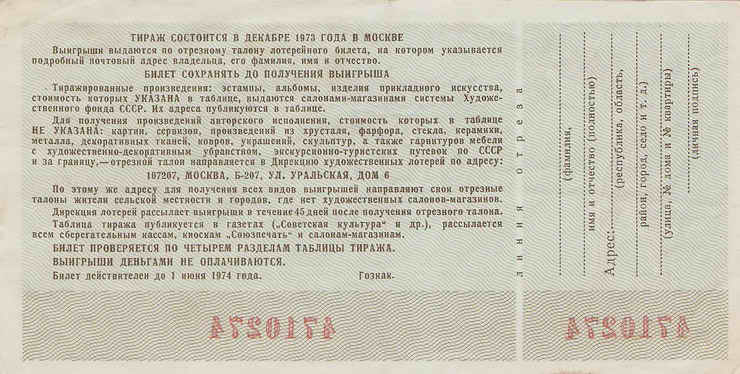 ТИРАЖ СОСТОИТСЯ В ДЕКАБРЕ 1973 ГОДА В МОСКВЕ
Выигрыши выдаются по отрезному талону лотерейного билета, на котором указывается
подробный почтовый адрес владельца, его фамилия, имя и отчество.
БИЛЕТ СОХРАНЯТЬ ДО ПОЛУЧЕНИЯ ВЫИГРЫША
Тиражированные произведения: эстампы, альбомы, изделия прикладного искусства,
стоимость которых УКАЗАНА в таблице, выдаются салонами-магазинами системы Художе-
ственного фонда СССР. Их адреса публикуются в таблице.
Для получения произведений авторского исполнения, стоимость которых в таблице
НЕ УКАЗАНА: картин, сервизов, произведений из хрусталя, фарфора, стекла, керамики,
металла, декоративных тканей, ковров, украшений, скульптур, а также гарнитуров мебели
с художественно-декоративным убранством, экскурсионно-туристских путевок по СССР
и за границу,—отрезной талон направляется в Дирекцию художественных лотерей по адресу:
107207, МОСКВА, Б-207, УЛ. УРАЛЬСКАЯ, ДОМ 6
По этому же адресу для получения всех видов выигрышей направляют свои отрезные
талоны жители сельской местности и городов, где нет художественных салонов-магазинов.
Дирекция лотерей рассылает выигрыши в течение 45 дней после получения отрезного талона.
Таблица тиража публикуется в газетах („Советская культура" и др.), рассылается
всем сберегательным кассам, киоскам „Союзпечать" и салонам-магазинам.
БИЛЕТ ПРОВЕРЯЕТСЯ ПО ЧЕТЫРЕМ РАЗДЕЛАМ ТАБЛИЦЫ ТИРАЖА.
ВЫИГРЫШИ ДЕНЬГАМИ НЕ ОПЛАЧИВАЮТСЯ.
Билет действителен до 1 июня 1974 года. Гознак.
4710274
линия отреза
(фамилия,
имя и отчество (полностью)
Адрес:
(республика, область,
район, город, село и т. д.)
(улица, № дома и № квартиры)
(личная подпись)
4710274